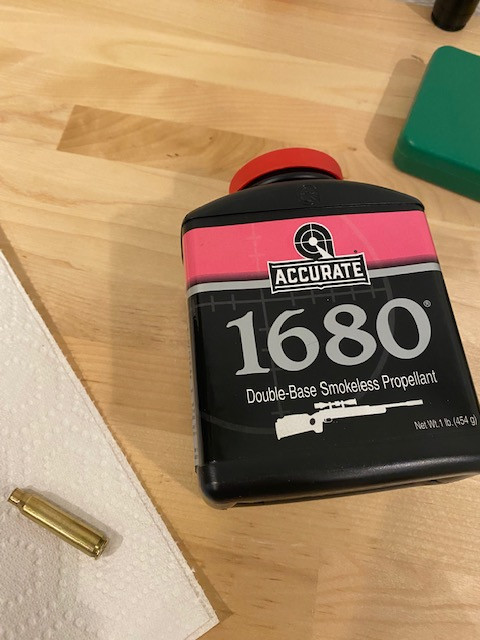 ACCURATE
1680®
Double-Base Smokeless Propellant
Net Wt. 1 lb. (454 g)